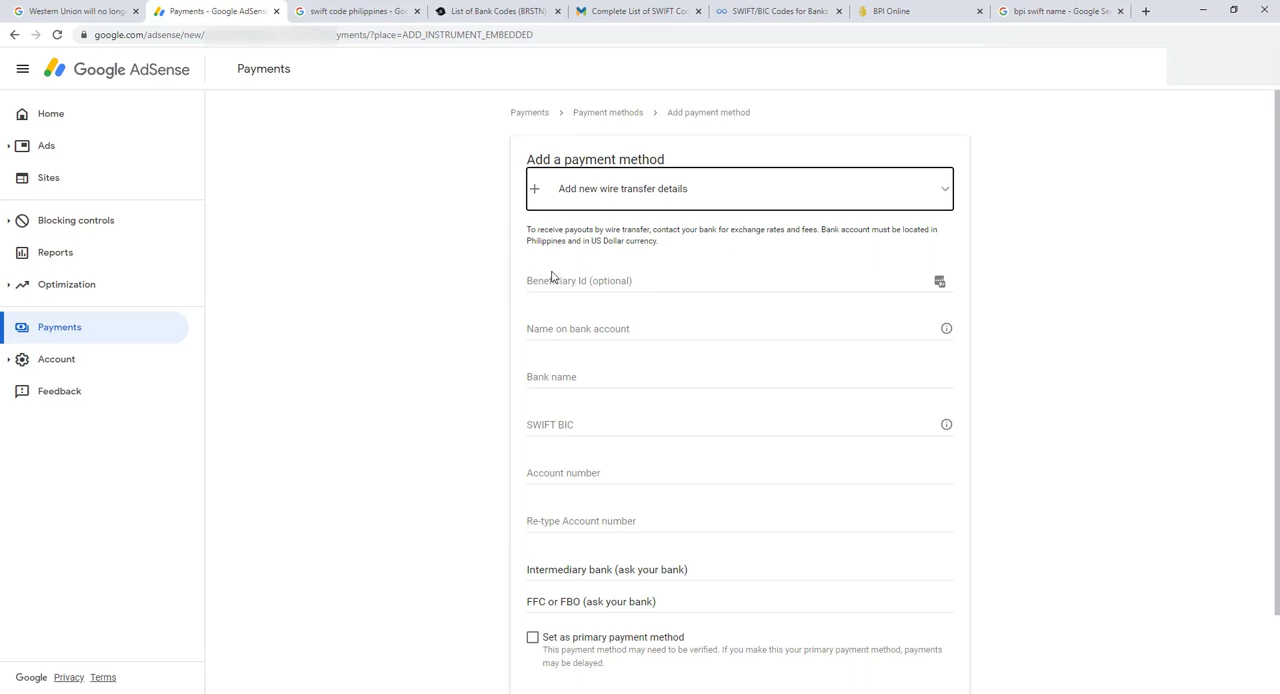 Western Union will no long
Payments - Google AdSense
swift code philippines - Goo
List of Bank Codes (BRSTN)
Complete List of SWIFT Co
SWIFT/BIC Codes for Banks
BPI Online
bpi swift name - Google Se
google.com/adsense/new/
yments/?place=ADD_INSTRUMENT_EMBEDDED
Google AdSense
Payments
Home
Ads
Sites
Blocking controls
Reports
Optimization
Payments
Account
Feedback
Google Privacy Terms
Payments > Payment methods > Add payment method
Add a payment method
Add new wire transfer details
To receive payouts by wire transfer, contact your bank for exchange rates and fees. Bank account must be located in
Philippines and in US Dollar currency.
Beneficiary Id (optional)
Name on bank account
Bank name
SWIFT BIC
Account number
Re-type Account number
Intermediary bank (ask your bank)
FFC or FBO (ask your bank)
Set as primary payment method
This payment method may need to be verified. If you make this your primary payment method, payments
may be delayed.